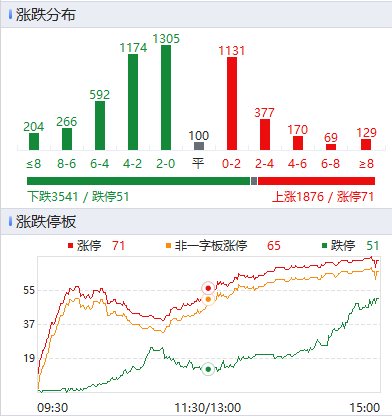 涨跌分布
204 266 592 1174 1305 100 1131 377 170 69 129
≤8 8-6 6-4 4-2 2-0 平 0-2 2-4 4-6 6-8 ≥8
下跌3541 / 跌停51 上涨1876 / 涨停71
涨跌停板
涨停 71 非一字板涨停 65 跌停 51
55
37
19
09:30 11:30/13:00 15:00